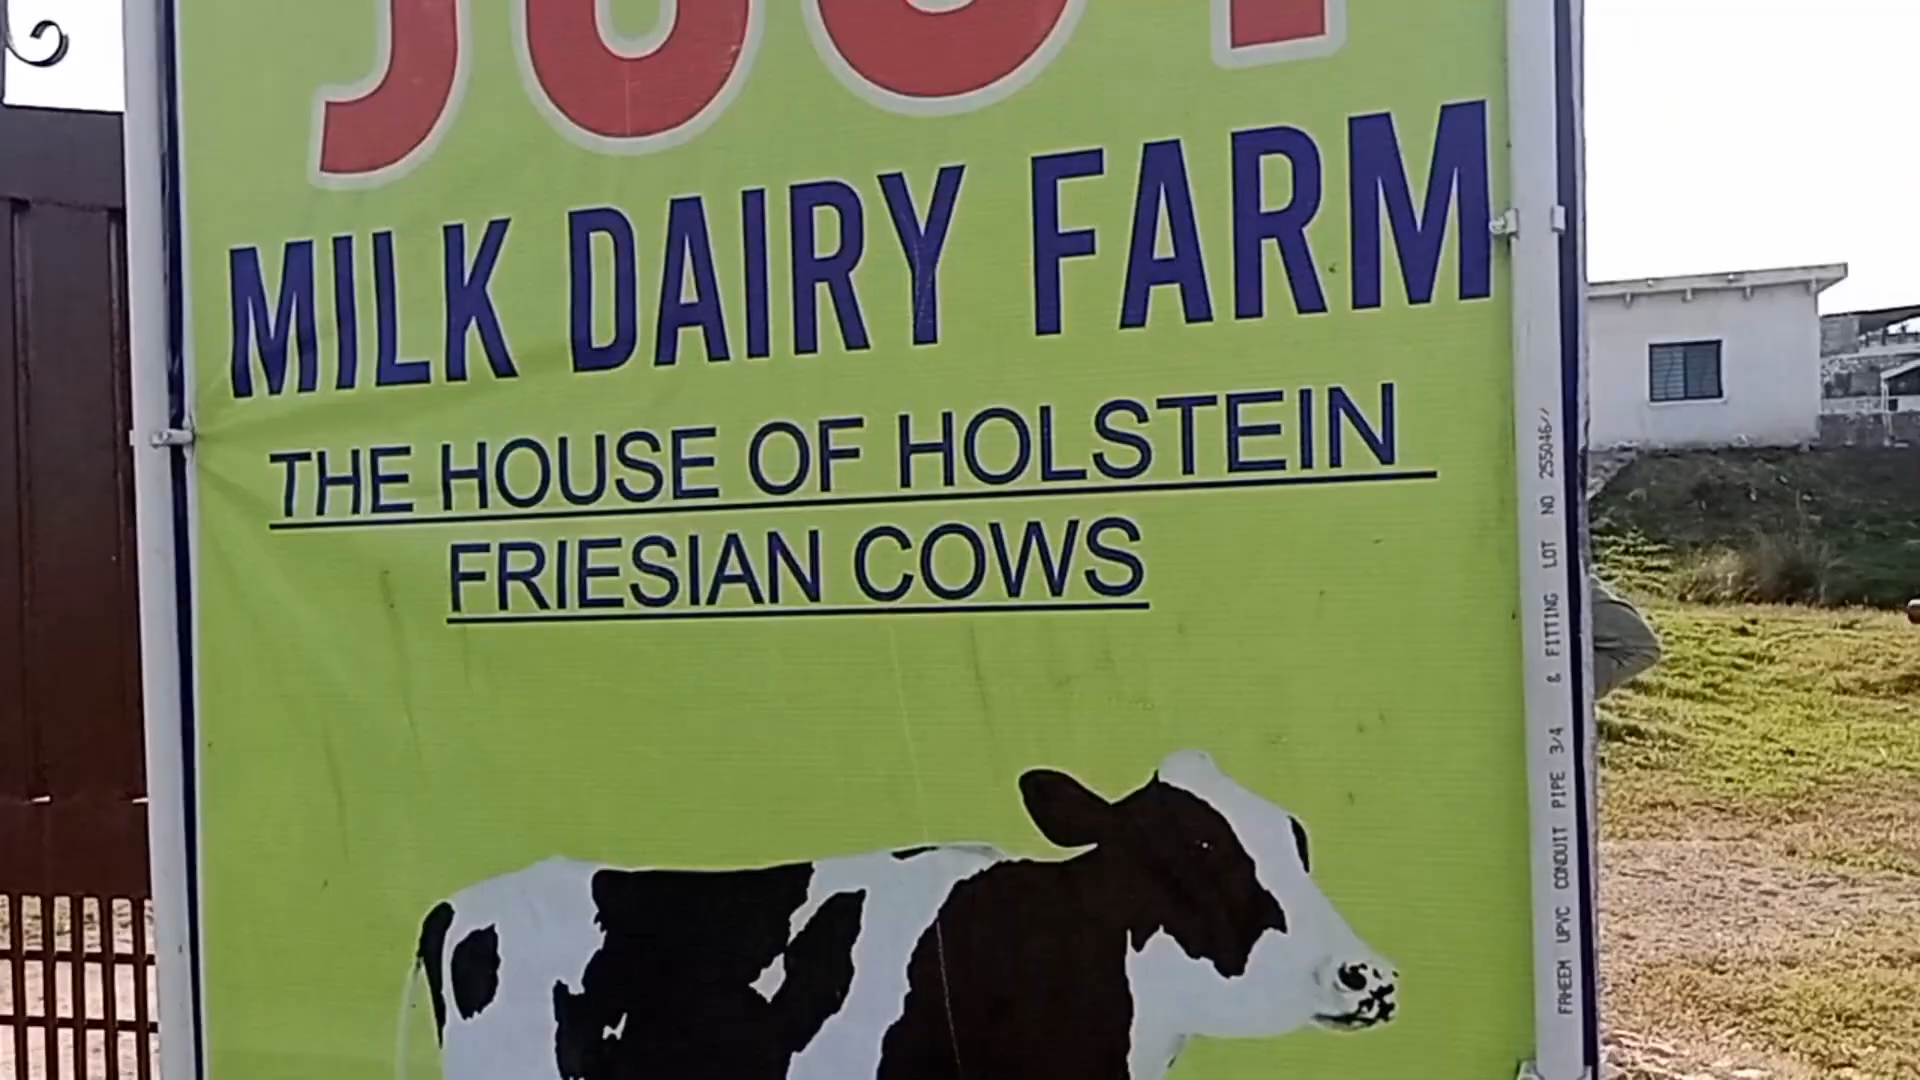 MILK DAIRY FARM
THE HOUSE OF HOLSTEIN
FRIESIAN COWS
FAHEEM UPVC CONDUIT PIPE 3/4 & FITTING LOT NO 255046//